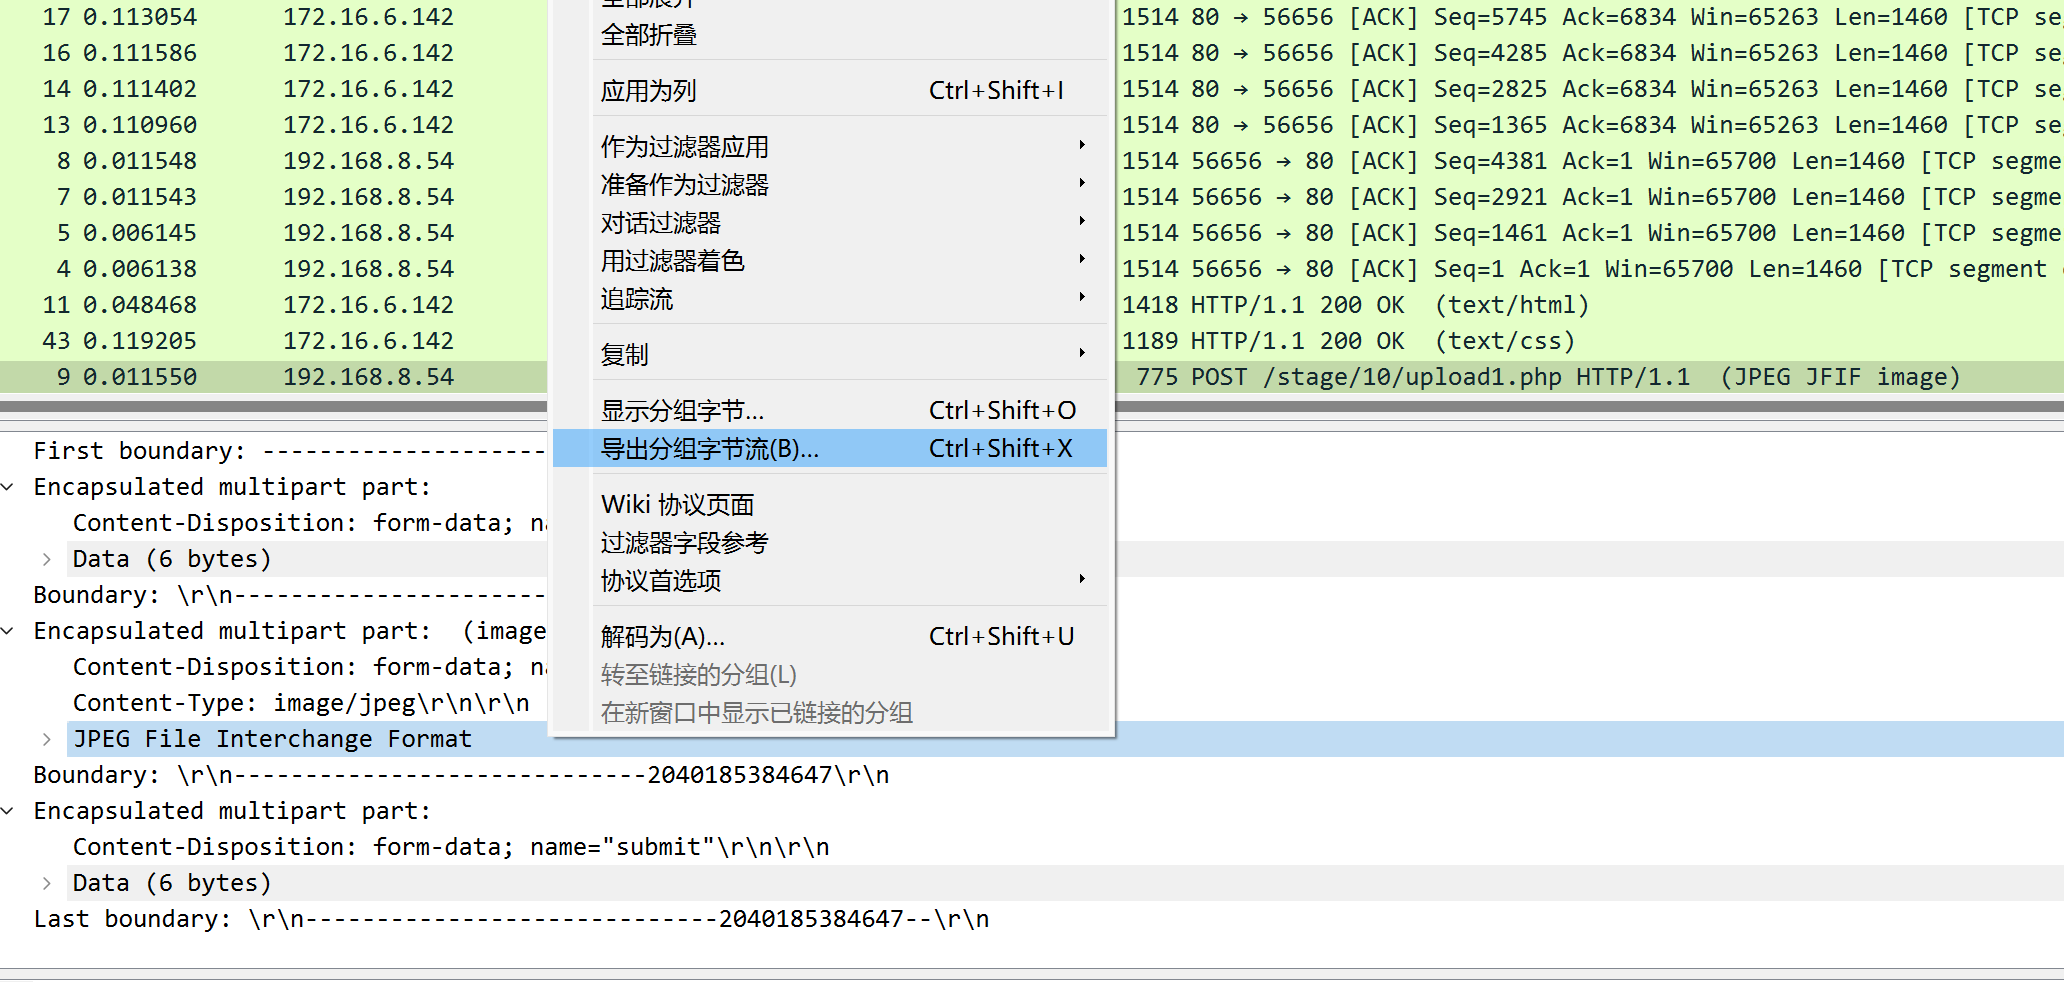 全部展开
17 0.113054 172.16.6.142 1514 80 → 56656 [ACK] Seq=5745 Ack=6834 Win=65263 Len=1460 [TCP se
全部折叠
16 0.111586 172.16.6.142 1514 80 → 56656 [ACK] Seq=4285 Ack=6834 Win=65263 Len=1460 [TCP se
14 0.111402 172.16.6.142 应用为列 Ctrl+Shift+I 1514 80 → 56656 [ACK] Seq=2825 Ack=6834 Win=65263 Len=1460 [TCP se
13 0.110960 172.16.6.142 作为过滤器应用 1514 80 → 56656 [ACK] Seq=1365 Ack=6834 Win=65263 Len=1460 [TCP se
8 0.011548 192.168.8.54 准备作为过滤器 1514 56656 → 80 [ACK] Seq=4381 Ack=1 Win=65700 Len=1460 [TCP segme
7 0.011543 192.168.8.54 对话过滤器 1514 56656 → 80 [ACK] Seq=2921 Ack=1 Win=65700 Len=1460 [TCP segme
5 0.006145 192.168.8.54 用过滤器着色 1514 56656 → 80 [ACK] Seq=1461 Ack=1 Win=65700 Len=1460 [TCP segme
4 0.006138 192.168.8.54 追踪流 1514 56656 → 80 [ACK] Seq=1 Ack=1 Win=65700 Len=1460 [TCP segment
11 0.048468 172.16.6.142 1418 HTTP/1.1 200 OK (text/html)
43 0.119205 172.16.6.142 复制 1189 HTTP/1.1 200 OK (text/css)
9 0.011550 192.168.8.54 775 POST /stage/10/upload1.php HTTP/1.1 (JPEG JFIF image)
显示分组字节... Ctrl+Shift+O
First boundary: -------------------- 导出分组字节流(B)... Ctrl+Shift+X
Encapsulated multipart part:
Wiki 协议页面
Content-Disposition: form-data; na
过滤器字段参考
Data (6 bytes)
协议首选项
Boundary: \r\n----------------------
Encapsulated multipart part: (image 解码为(A)... Ctrl+Shift+U
Content-Disposition: form-data; na 转至链接的分组(L)
Content-Type: image/jpeg\r\n\r\n 在新窗口中显示已链接的分组
JPEG File Interchange Format
Boundary: \r\n-----------------------------2040185384647\r\n
Encapsulated multipart part:
Content-Disposition: form-data; name="submit"\r\n\r\n
Data (6 bytes)
Last boundary: \r\n-----------------------------2040185384647--\r\n